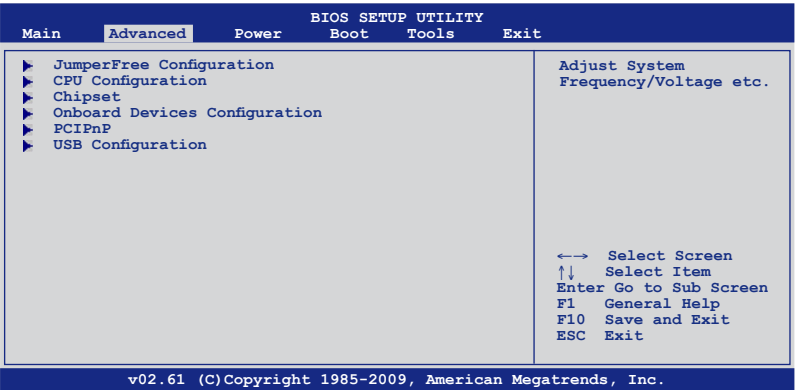 BIOS SETUP UTILITY
Main Advanced Power Boot Tools Exit
JumperFree Configuration
CPU Configuration
Chipset
Onboard Devices Configuration
PCIPnP
USB Configuration
Adjust System
Frequency/Voltage etc.
←→ Select Screen
↑↓ Select Item
Enter Go to Sub Screen
F1 General Help
F10 Save and Exit
ESC Exit
v02.61 (C)Copyright 1985-2009, American Megatrends, Inc.